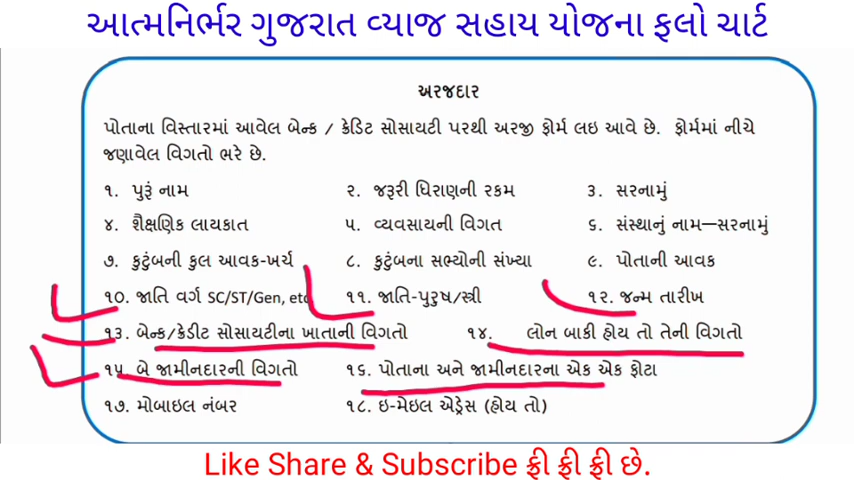 આત્મનિર્ભર ગુજરાત વ્યાજ સહાય યોજના ફલો ચાર્ટ
અરજદાર
પોતાના વિસ્તારમાં આવેલ બેન્ક / ક્રેડિટ સોસાયટી પરથી અરજી ફોર્મ લઇ આવે છે. ફોર્મમાં નીચે
જણાવેલ વિગતો ભરે છે.
૧. પુરૂં નામ ૨. જરૂરી ધિરાણની રકમ ૩. સરનામું
૪. શૈક્ષણિક લાયકાત ૫. વ્યવસાયની વિગત ૬. સંસ્થાનું નામ—સરનામું
૭. કુટુંબની કુલ આવક-ખર્ચ ૮. કુટુંબના સભ્યોની સંખ્યા ૯. પોતાની આવક
૧૦. જાતિ વર્ગ SC/ST/Gen, etc ૧૧. જાતિ-પુરુષ/સ્ત્રી ૧૨. જન્મ તારીખ
૧૩. બેન્ક/ક્રેડીટ સોસાયટીના ખાતાની વિગતો ૧૪. લોન બાકી હોય તો તેની વિગતો
૧૫. બે જામીનદારની વિગતો ૧૬. પોતાના અને જામીનદારના એક એક ફોટા
૧૭. મોબાઇલ નંબર ૧૮. ઇ-મેઇલ એડ્રેસ (હોય તો)
Like Share & Subscribe ફ્રી ફ્રી ફ્રી છે.